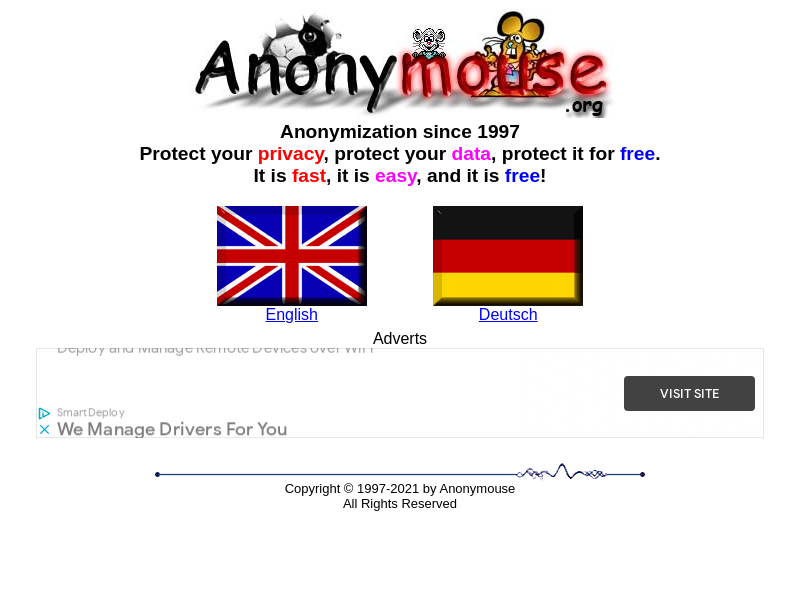 Anonymouse
.org
Anonymization since 1997
Protect your privacy, protect your data, protect it for free.
It is fast, it is easy, and it is free!
English
Deutsch
Adverts
Deploy and Manage Remote Devices over WiFi
VISIT SITE
SmartDeploy
We Manage Drivers For You
Copyright © 1997-2021 by Anonymouse
All Rights Reserved